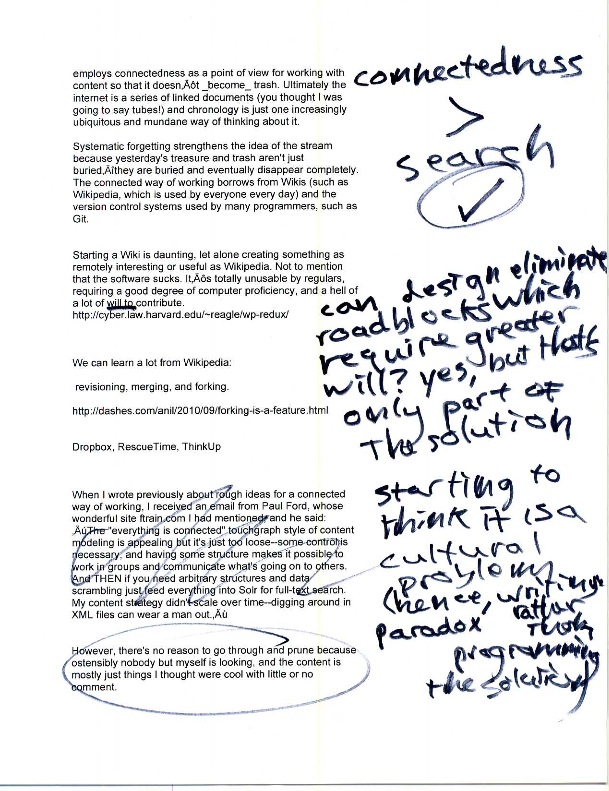 employs connectedness as a point of view for working with
content so that it doesn‚Äôt _become_ trash. Ultimately the
internet is a series of linked documents (you thought I was
going to say tubes!) and chronology is just one increasingly
ubiquitous and mundane way of thinking about it.
Systematic forgetting strengthens the idea of the stream
because yesterday's treasure and trash aren't just
buried‚Äîthey are buried and eventually disappear completely.
The connected way of working borrows from Wikis (such as
Wikipedia, which is used by everyone every day) and the
version control systems used by many programmers, such as
Git.
connectedness
>
search
✓
Starting a Wiki is daunting, let alone creating something as
remotely interesting or useful as Wikipedia. Not to mention
that the software sucks. It‚Äôs totally unusable by regulars,
requiring a good degree of computer proficiency, and a hell of
a lot of will to contribute.
http://cyber.law.harvard.edu/~reagle/wp-redux/
can design eliminate
roadblocks which
require greater
will? yes, but thats
only part of
the solution
We can learn a lot from Wikipedia:
revisioning, merging, and forking.
http://dashes.com/anil/2010/09/forking-is-a-feature.html
Dropbox, RescueTime, ThinkUp
When I wrote previously about rough ideas for a connected
way of working, I received email from Paul Ford, whose
wonderful site ftrain.com I had mentioned and he said:
‚ÄúThe "everything is connected" touchgraph style of content
modeling is appealing but it's just too loose--some control is
necessary; and having some structure makes it possible to
work in groups and communicate what's going on to others.
And THEN if you need arbitrary structures and data
scrambling just feed everything into Solr for full-text search.
My content strategy didn't scale over time--digging around in
XML files can wear a man out.‚Äù
starting to
think it is a
cultural
problem
(hence, writing
paradox rather
than
programming
the solution)
However, there's no reason to go through and prune because
ostensibly nobody but myself is looking, and the content is
mostly just things I thought were cool with little or no
comment.